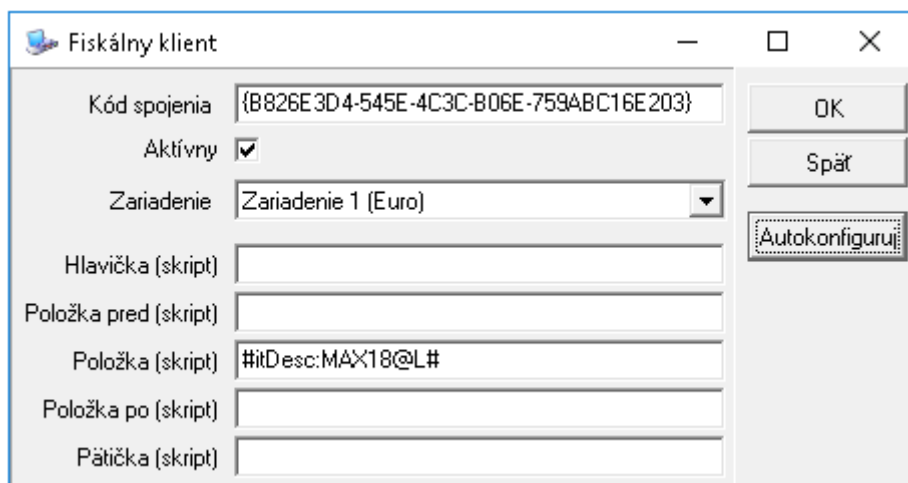 Fiskálny klient
Kód spojenia {B826E3D4-545E-4C3C-B06E-759ABC16E203}
OK
Aktívny
Späť
Zariadenie Zariadenie 1 (Euro)
Autokonfiguruj
Hlavička (skript)
Položka pred (skript)
Položka (skript) #itDesc:MAX18@L#
Položka po (skript)
Pätička (skript)